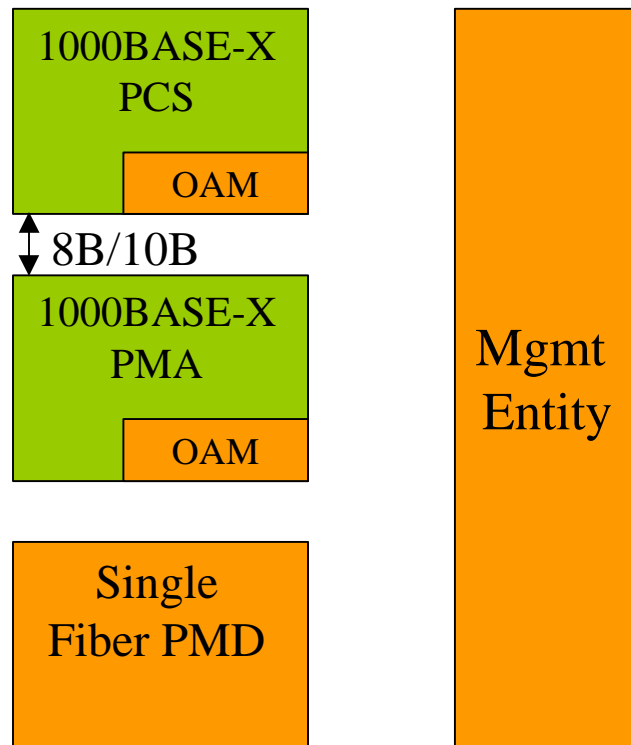 1000BASE-X
PCS
OAM
8B/10B
1000BASE-X
PMA
OAM
Single
Fiber PMD
Mgmt
Entity